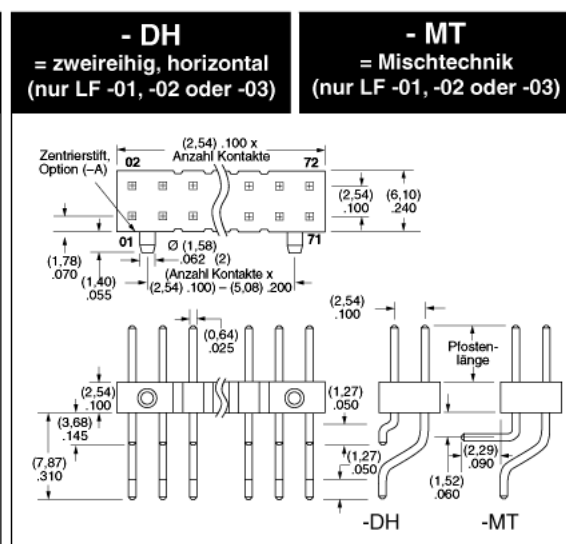 - DH
= zweireihig, horizontal
(nur LF -01, -02 oder -03)
- MT
= Mischtechnik
(nur LF -01, -02 oder -03)
(2,54) .100 x
Anzahl Kontakte
Zentrierstift,
Option (–A)
02
72
(2,54)
.100
(6,10)
.240
01
71
Ø (1,58)
.062 (2)
(1,78)
.070
(1,40)
.055
(Anzahl Kontakte x
(2,54) .100) – (5,08) .200
(2,54)
.100
(0,64)
.025
Pfosten-
länge
(2,54)
.100
(1,27)
.050
(3,68)
.145
(7,87)
.310
(1,27)
.050
(2,29)
.090
(1,52)
.060
-DH
-MT